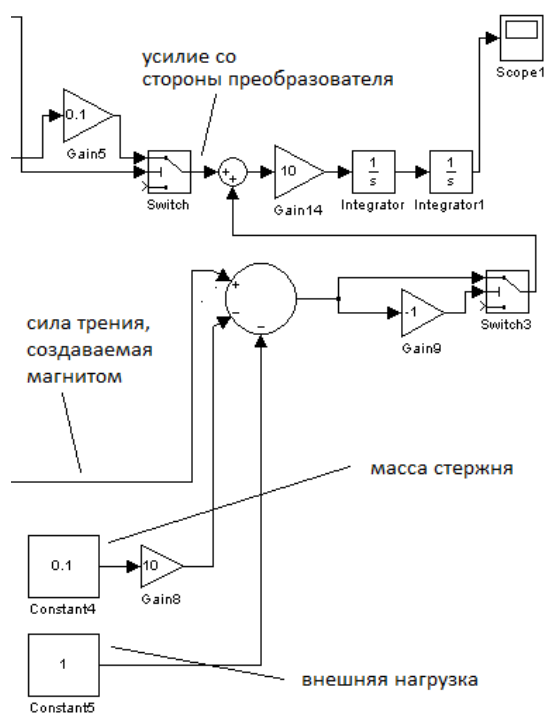 усилие со
стороны преобразователя
Scope1
0.1
Gain5
Switch
+
+
10
Gain14
1
s
Integrator
1
s
Integrator1
+
−
−
-1
Gain9
Switch3
сила трения,
создаваемая
магнитом
масса стержня
0.1
Constant4
10
Gain8
1
Constant5
внешняя нагрузка